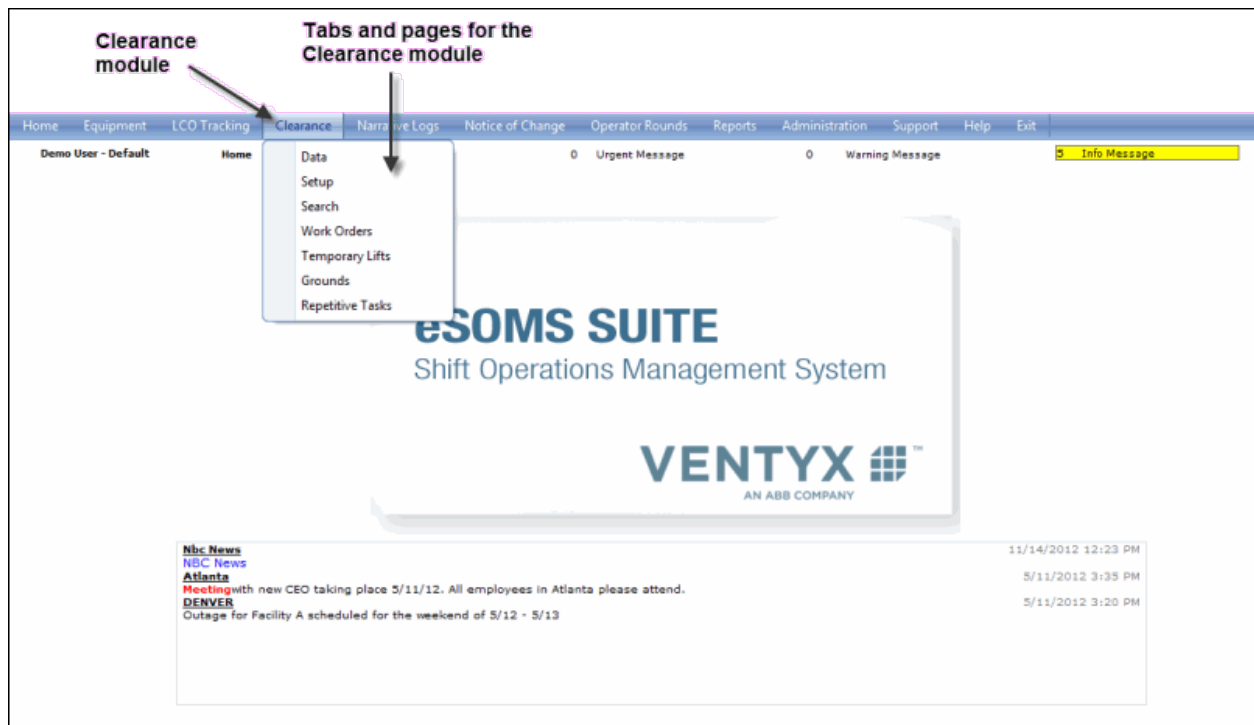 Clearance
module
Tabs and pages for the
Clearance module
Home Equipment LCO Tracking Clearance Narrative Logs Notice of Change Operator Rounds Reports Administration Support Help Exit
Demo User - Default Home 0 Urgent Message 0 Warning Message 5 Info Message
Data
Setup
Search
Work Orders
Temporary Lifts
Grounds
Repetitive Tasks
eSOMS SUITE
Shift Operations Management System
VENTYX ™
AN ABB COMPANY
Nbc News 11/14/2012 12:23 PM
NBC News
Atlanta 5/11/2012 3:35 PM
Meetingwith new CEO taking place 5/11/12. All employees in Atlanta please attend.
DENVER 5/11/2012 3:20 PM
Outage for Facility A scheduled for the weekend of 5/12 - 5/13